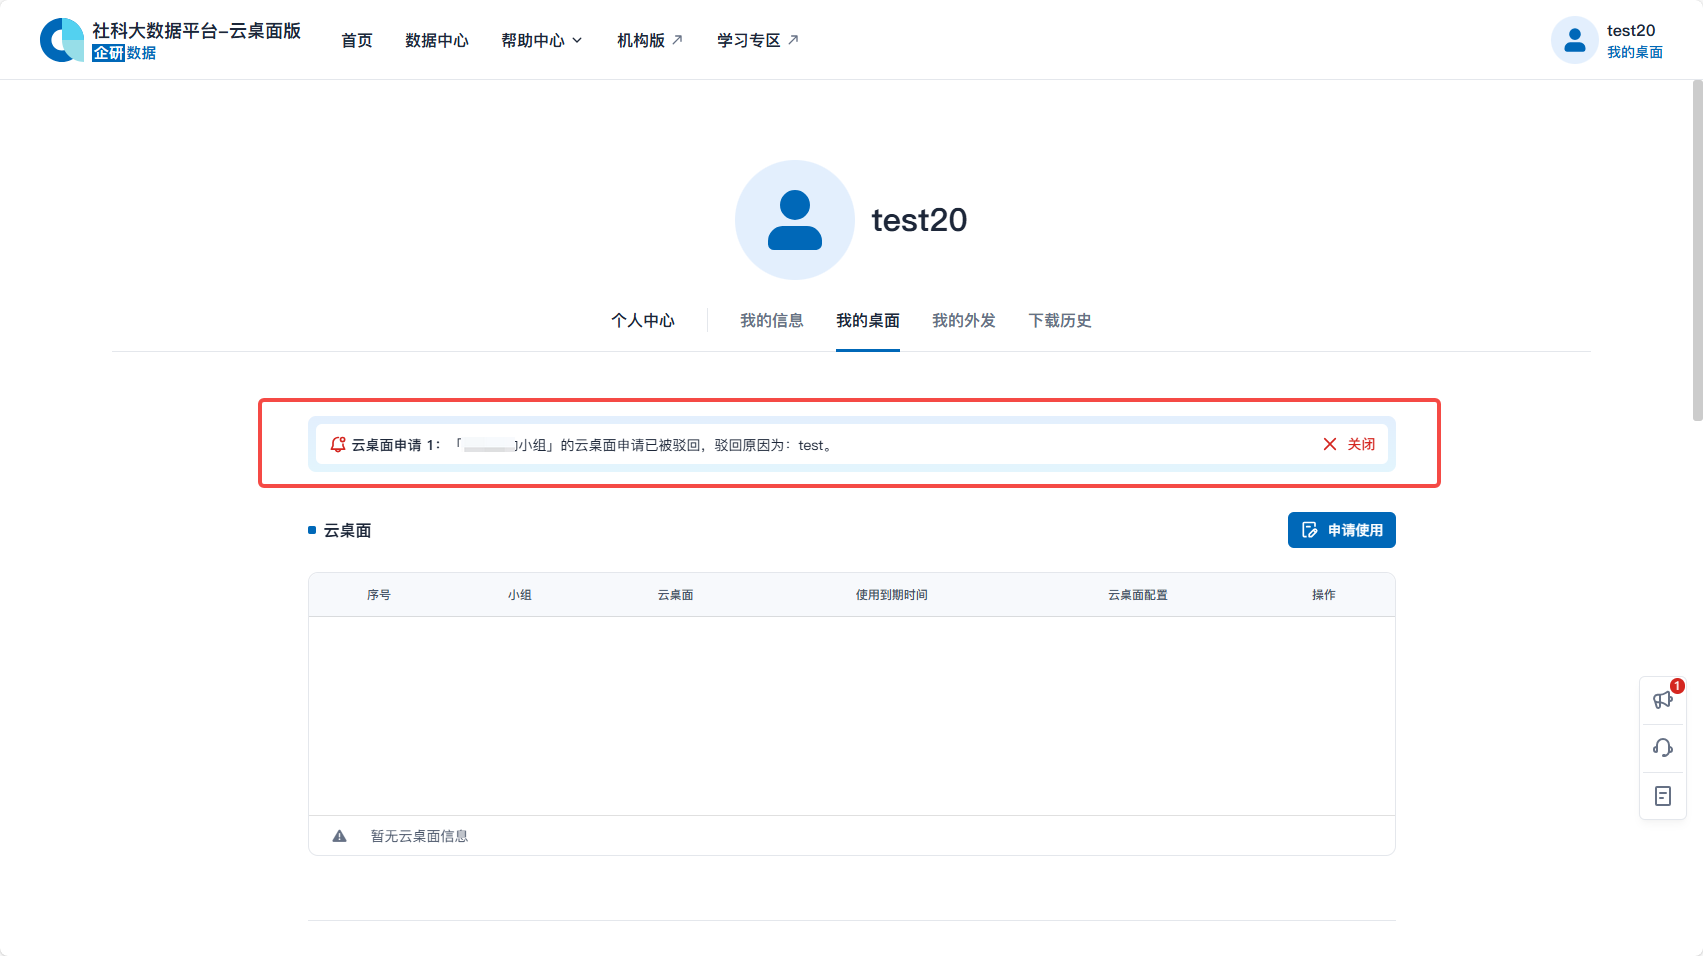 社科大数据平台-云桌面版
企研数据
首页
数据中心
帮助中心
机构版
学习专区
test20
我的桌面
test20
个人中心
我的信息
我的桌面
我的外发
下载历史
云桌面申请 1：「小组」的云桌面申请已被驳回，驳回原因为：test。
关闭
云桌面
申请使用
序号
小组
云桌面
使用到期时间
云桌面配置
操作
1
暂无云桌面信息